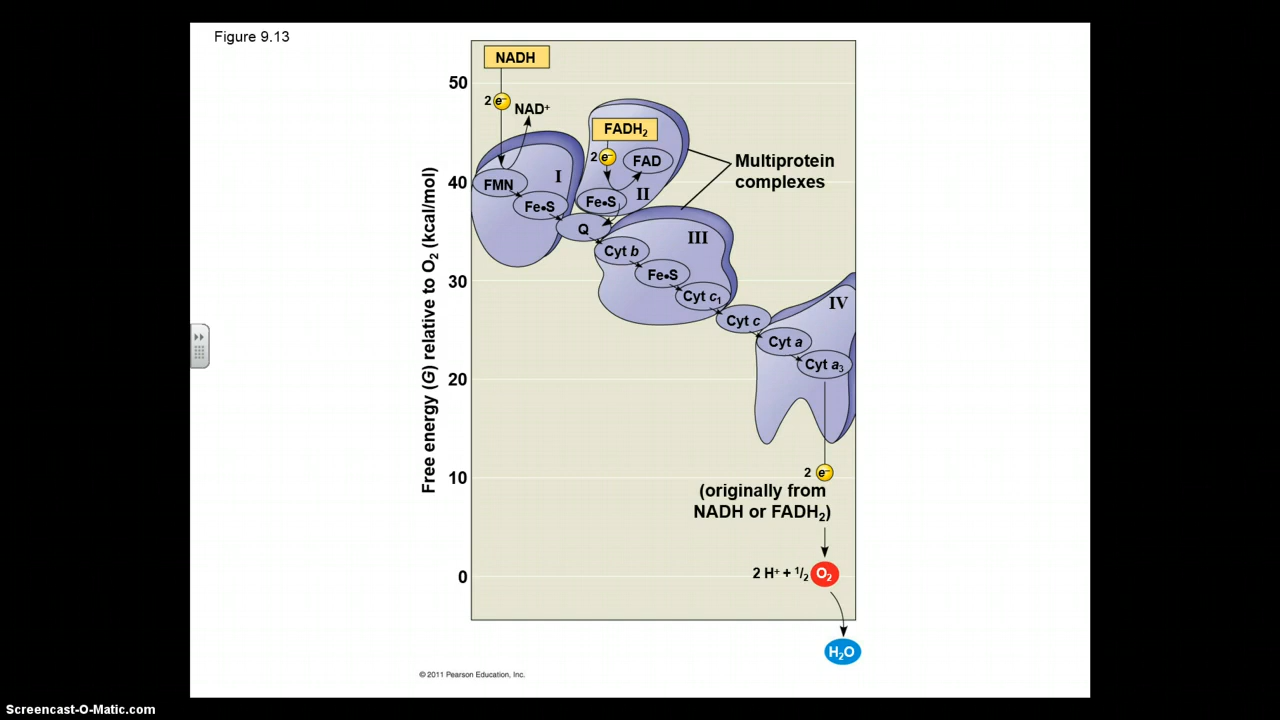 Figure 9.13
NADH
50
2 e⁻
NAD⁺
FADH₂
2 e⁻
FAD
Multiprotein
complexes
I
40
FMN
II
Fe•S
Fe•S
Q
III
Cyt b
Fe•S
30
Cyt c₁
IV
Cyt c
Cyt a
Cyt a₃
20
Free energy (G) relative to O₂ (kcal/mol)
2 e⁻
10
(originally from
NADH or FADH₂)
0
2 H⁺ + ¹/₂ O₂
H₂O
© 2011 Pearson Education, Inc.
Screencast-O-Matic.com